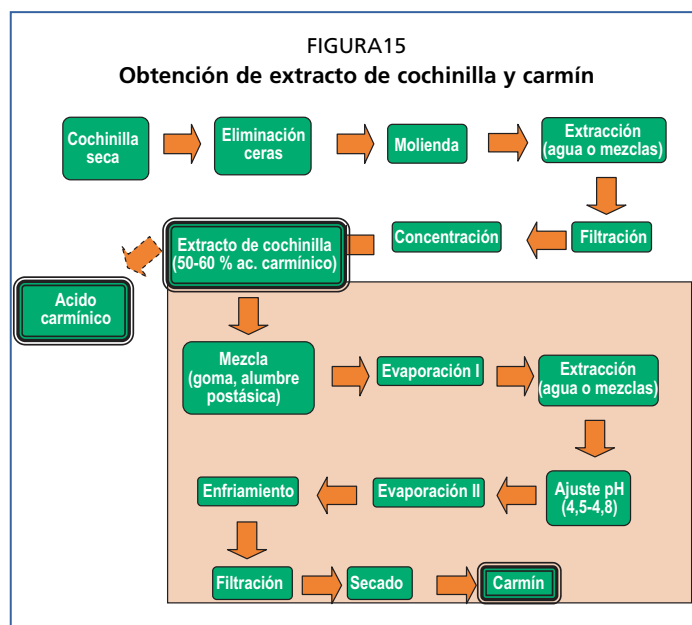 FIGURA15
Obtención de extracto de cochinilla y carmín
Cochinilla
seca
Eliminación
ceras
Molienda
Extracción
(agua o mezclas)
Filtración
Concentración
Extracto de cochinilla
(50-60 % ac. carmínico)
Acido
carmínico
Mezcla
(goma, alumbre
postásica)
Evaporación I
Extracción
(agua o mezclas)
Ajuste pH
(4,5-4,8)
Evaporación II
Enfriamiento
Filtración
Secado
Carmín